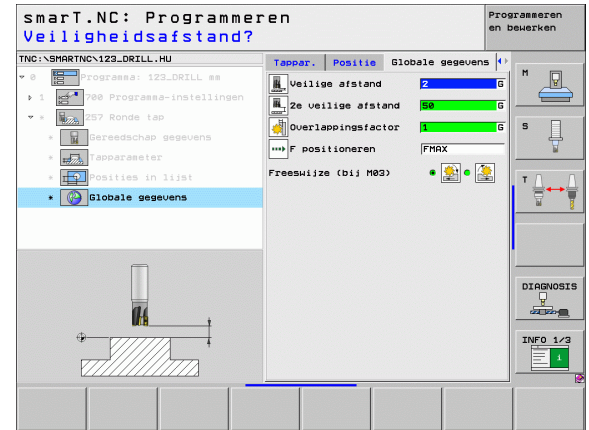 smarT.NC: Programmeren
Veiligheidsafstand?
Programmeren
en bewerken
TNC:\SMARTNC\123_DRILL.HU
0 Programma: 123_DRILL mm
1 700 Programma-instellingen
* 257 Ronde tap
* Gereedschap gegevens
* Tapparameter
* Posities in lijst
* Globale gegevens
Tappar. Positie Globale gegevens
Veilige afstand 2 G
2e veilige afstand 50 G
Overlappingsfactor 1 G
F positioneren FMAX
Freeswijze (bij M03)
M
S
T
DIAGNOSIS
INFO 1/3
i